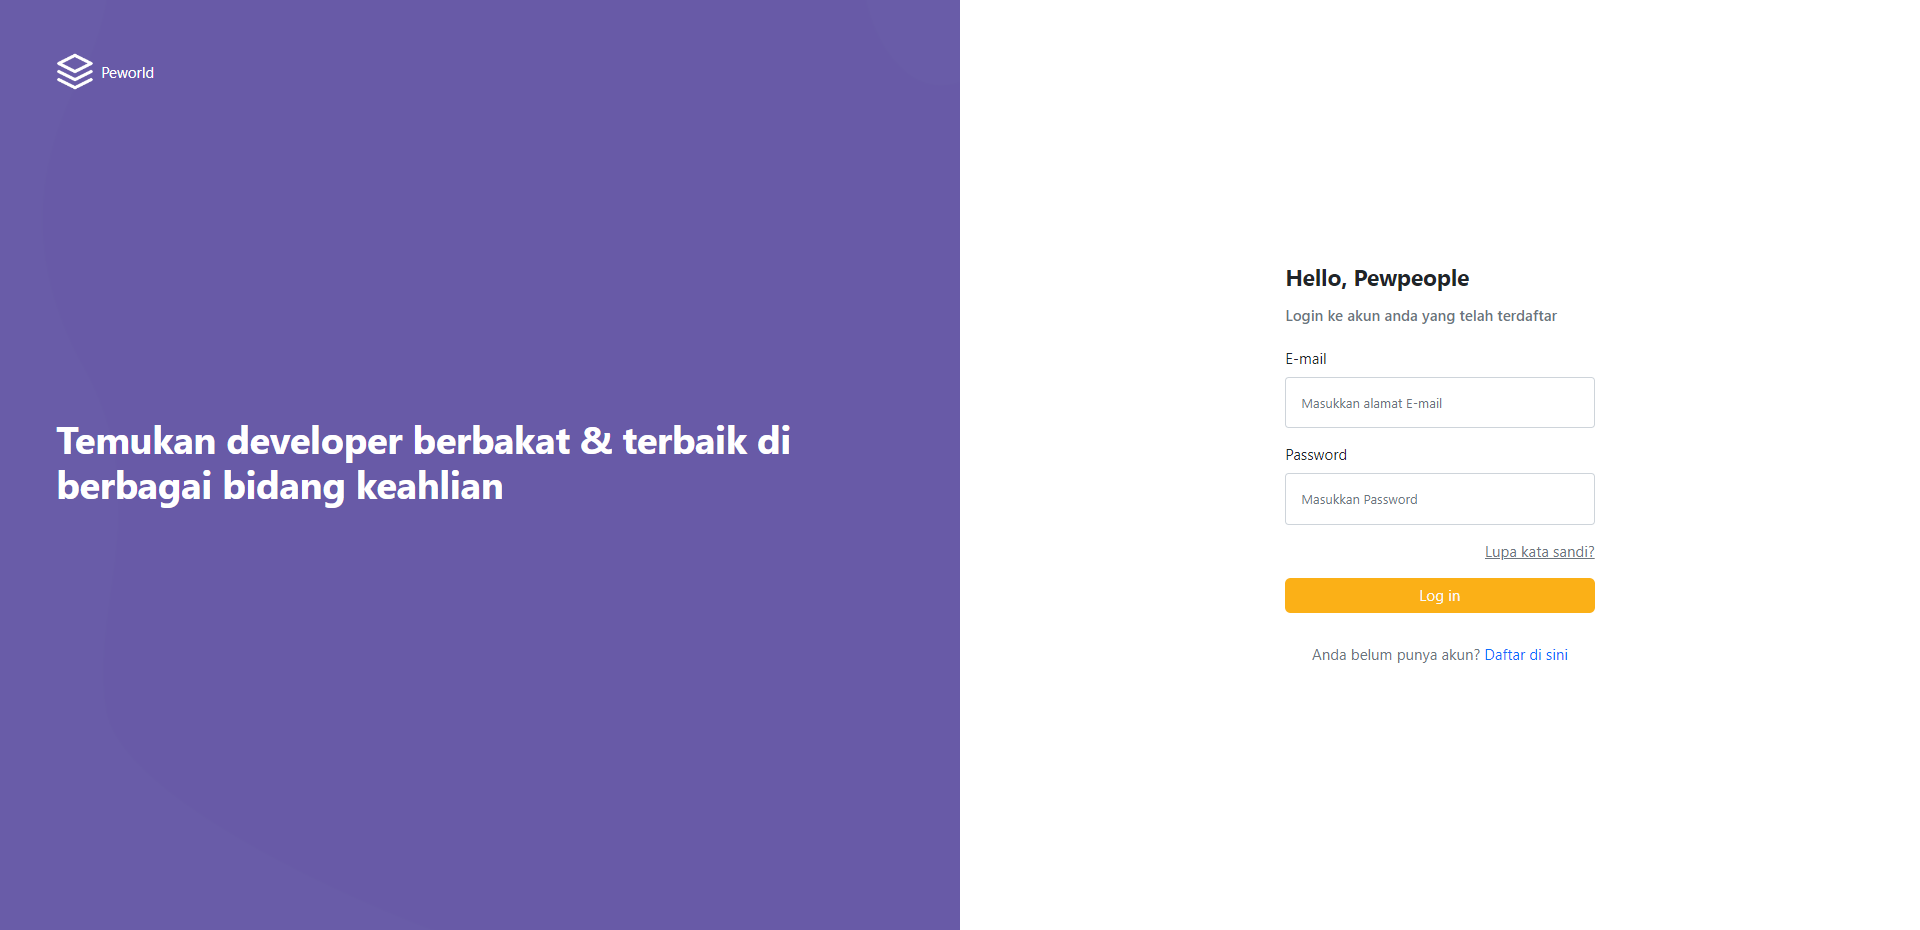 Peworld
Temukan developer berbakat & terbaik di
berbagai bidang keahlian
Hello, Pewpeople
Login ke akun anda yang telah terdaftar
E-mail
Masukkan alamat E-mail
Password
Masukkan Password
Lupa kata sandi?
Log in
Anda belum punya akun? Daftar di sini